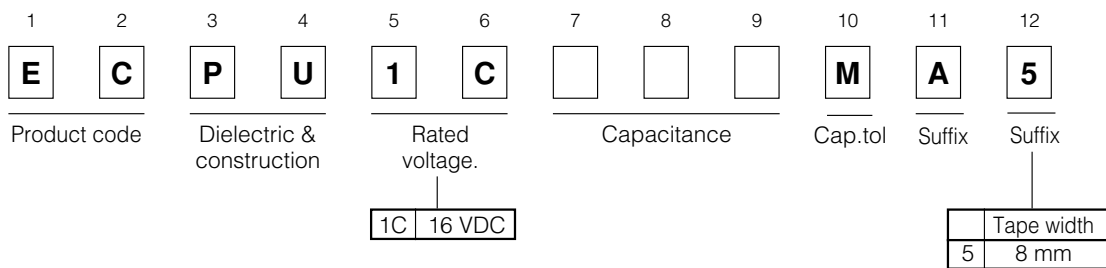 1 2 3 4 5 6 7 8 9 10 11 12
E C P U 1 C M A 5
Product code Dielectric & Rated Capacitance Cap.tol Suffix Suffix
construction voltage.
1C 16 VDC
Tape width
5 8 mm